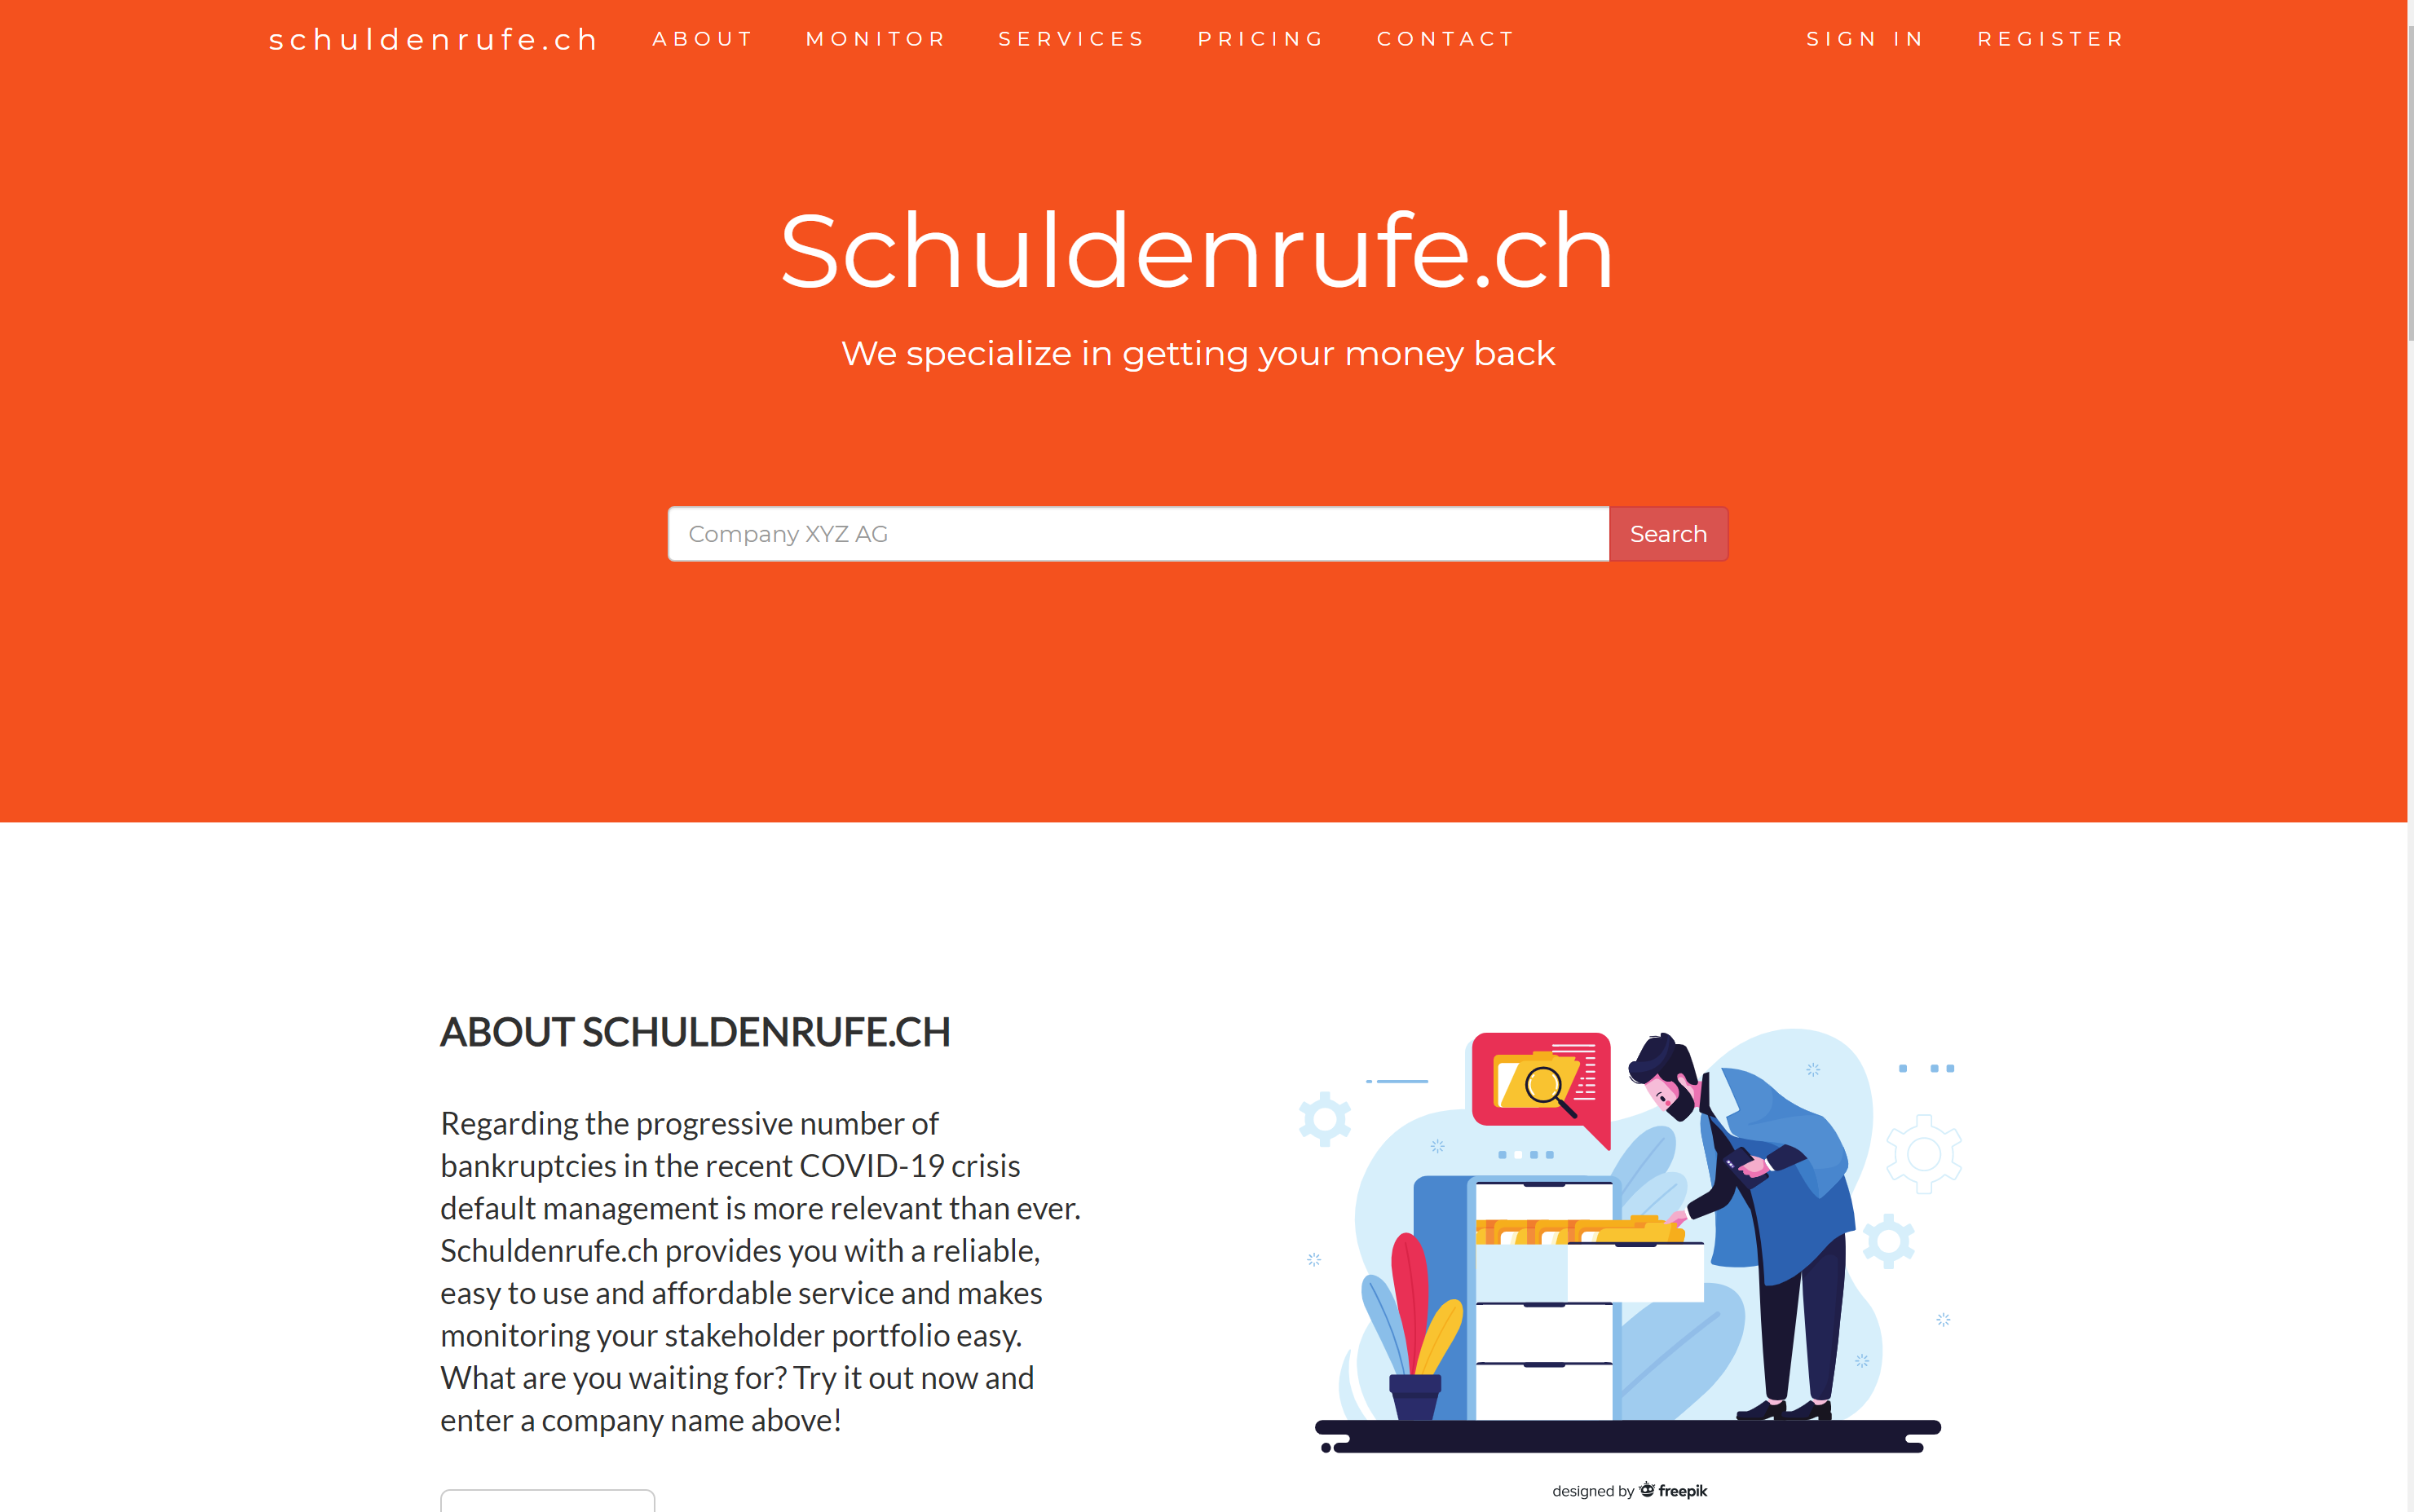 schuldenrufe.ch ABOUT MONITOR SERVICES PRICING CONTACT SIGN IN REGISTER
Schuldenrufe.ch
We specialize in getting your money back
Company XYZ AG Search
ABOUT SCHULDENRUFE.CH
Regarding the progressive number of
bankruptcies in the recent COVID-19 crisis
default management is more relevant than ever.
Schuldenrufe.ch provides you with a reliable,
easy to use and affordable service and makes
monitoring your stakeholder portfolio easy.
What are you waiting for? Try it out now and
enter a company name above!
designed by freepik